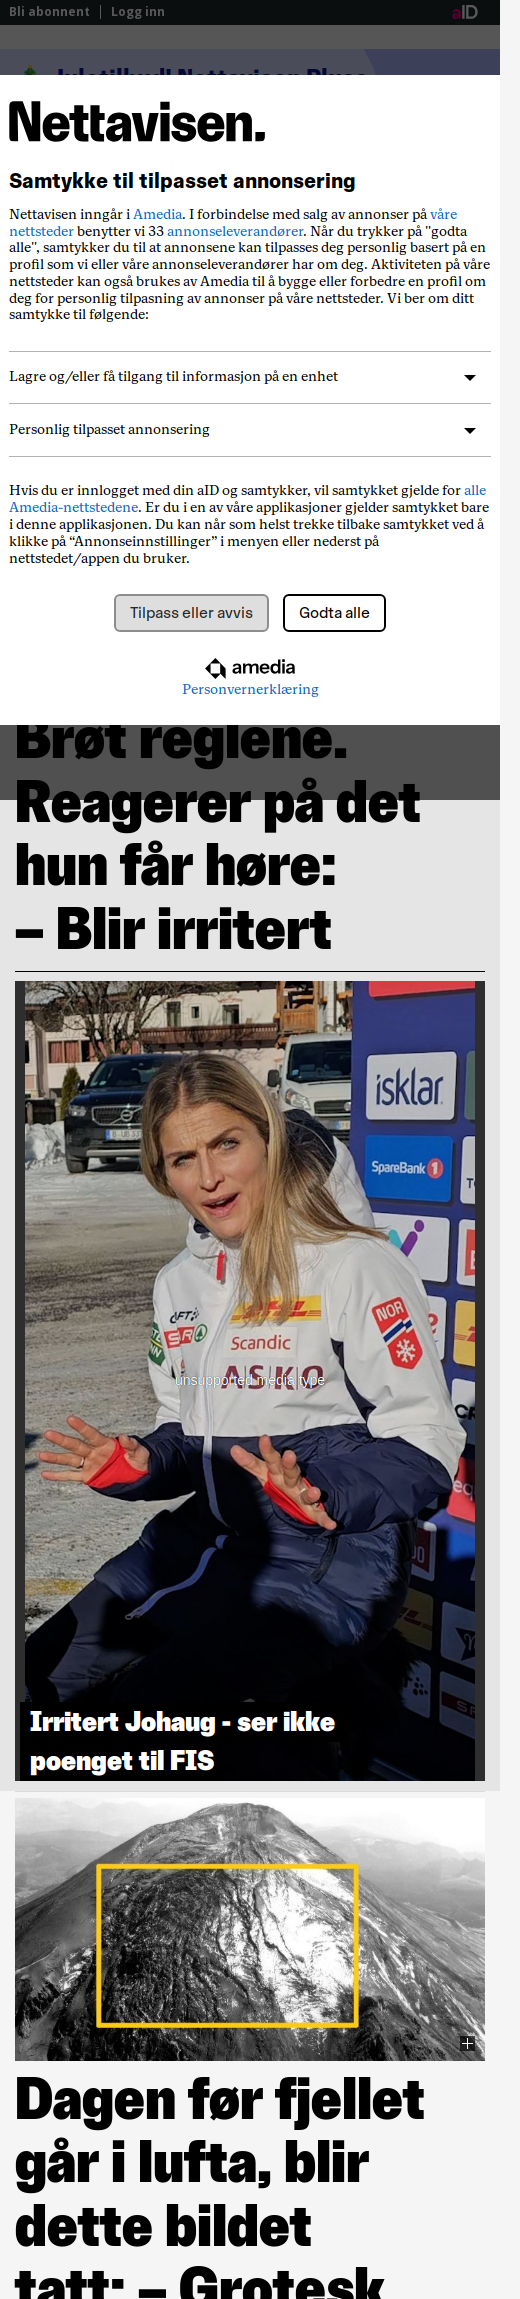 Bli abonnent
Logg inn
aID
Nettavisen.
Samtykke til tilpasset annonsering
Nettavisen inngår i Amedia. I forbindelse med salg av annonser på våre
nettsteder benytter vi 33 annonseleverandører. Når du trykker på "godta
alle", samtykker du til at annonsene kan tilpasses deg personlig basert på en
profil som vi eller våre annonseleverandører har om deg. Aktiviteten på våre
nettsteder kan også brukes av Amedia til å bygge eller forbedre en profil om
deg for personlig tilpasning av annonser på våre nettsteder. Vi ber om ditt
samtykke til følgende:
Lagre og/eller få tilgang til informasjon på en enhet
Personlig tilpasset annonsering
Hvis du er innlogget med din aID og samtykker, vil samtykket gjelde for alle
Amedia-nettstedene. Er du i en av våre applikasjoner gjelder samtykket bare
i denne applikasjonen. Du kan når som helst trekke tilbake samtykket ved å
klikke på “Annonseinnstillinger” i menyen eller nederst på
nettstedet/appen du bruker.
Tilpass eller avvis
Godta alle
amedia
Personvernerklæring
Brøt reglene.
Reagerer på det
hun får høre:
– Blir irritert
isklar
SpareBank 1
NOR
Scandic
ASKO
unsupported media type
Irritert Johaug - ser ikke
poenget til FIS
Dagen før fjellet
går i lufta, blir
dette bildet
tatt: – Grotesk